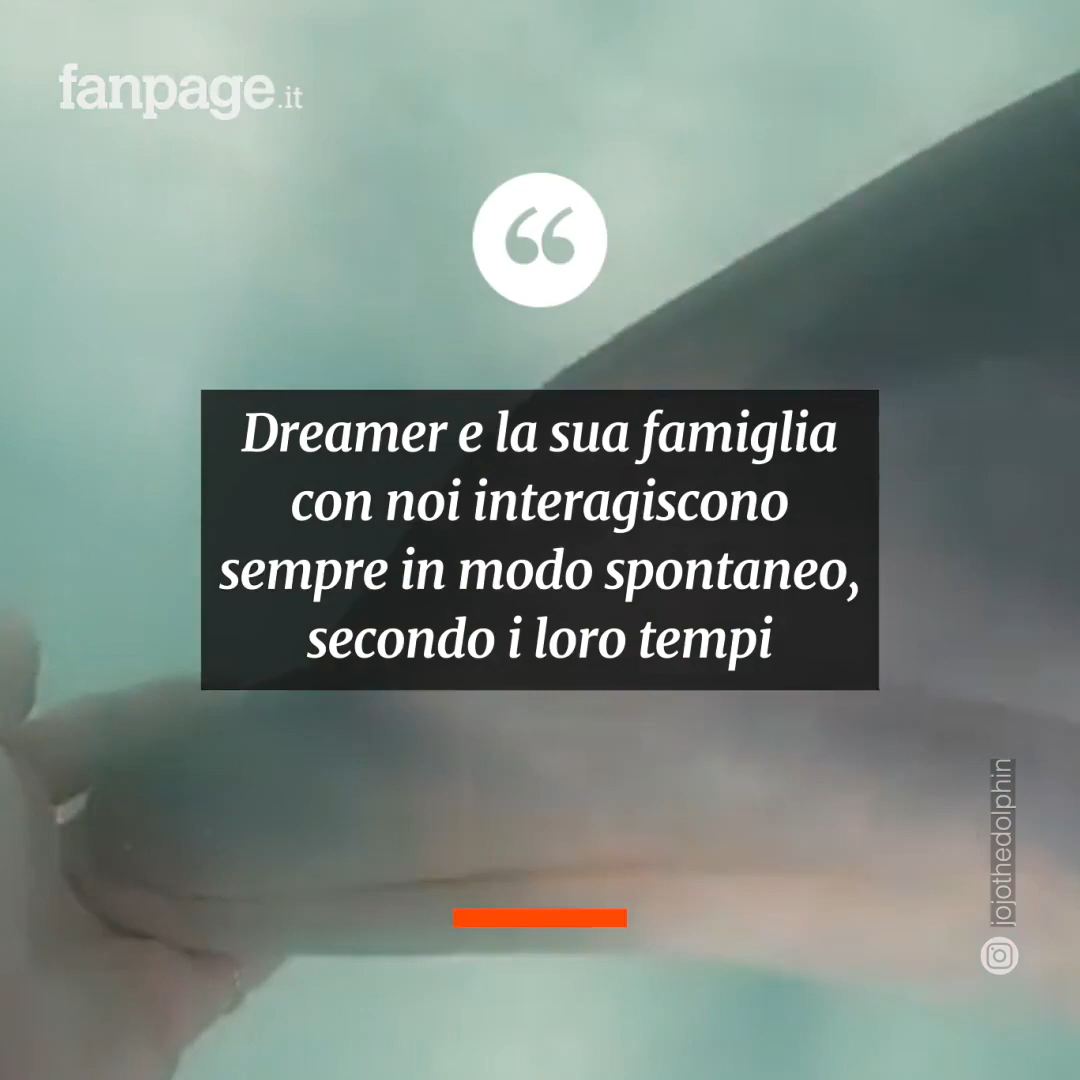 fanpage.it
“
Dreamer e la sua famiglia
con noi interagiscono
sempre in modo spontaneo,
secondo i loro tempi
jojothedolphin